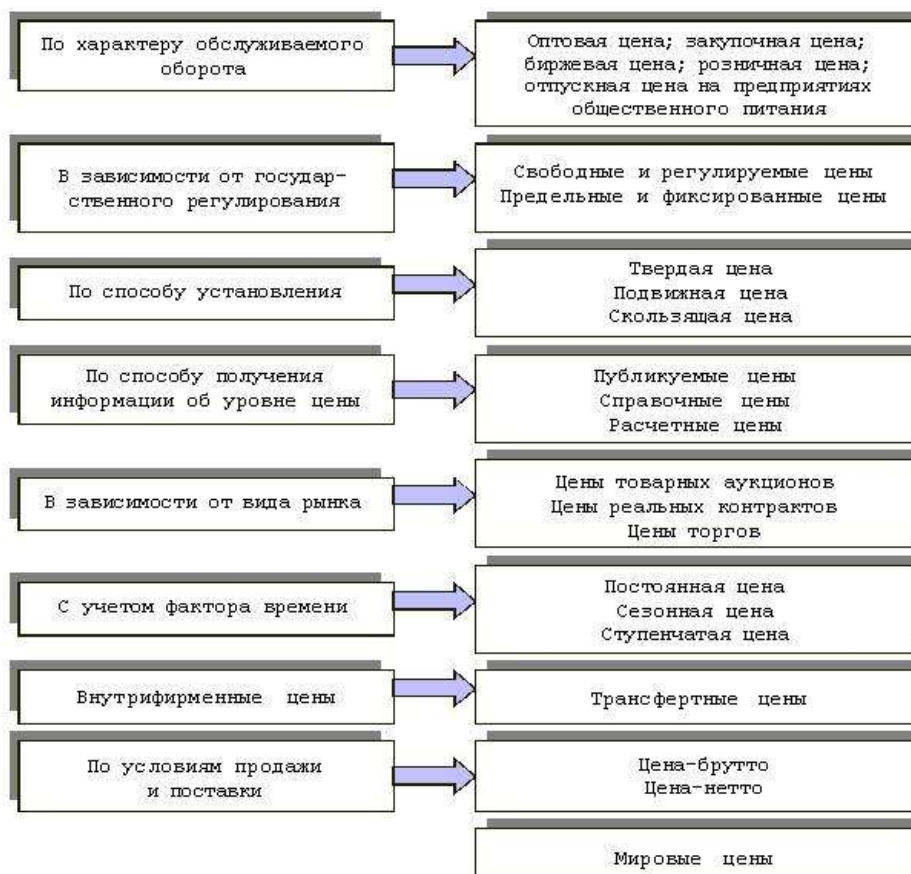 По характеру обслуживаемого
оборота
Оптовая цена; закупочная цена;
биржевая цена; розничная цена;
отпускная цена на предприятиях
общественного питания
В зависимости от государ-
ственного регулирования
Свободные и регулируемые цены
Предельные и фиксированные цены
По способу установления
Твердая цена
Подвижная цена
Скользящая цена
По способу получения
информации об уровне цены
Публикуемые цены
Справочные цены
Расчетные цены
В зависимости от вида рынка
Цены товарных аукционов
Цены реальных контрактов
Цены торгов
С учетом фактора времени
Постоянная цена
Сезонная цена
Ступенчатая цена
Внутрифирменные цены
Трансфертные цены
По условиям продажи
и поставки
Цена-брутто
Цена-нетто
Мировые цены